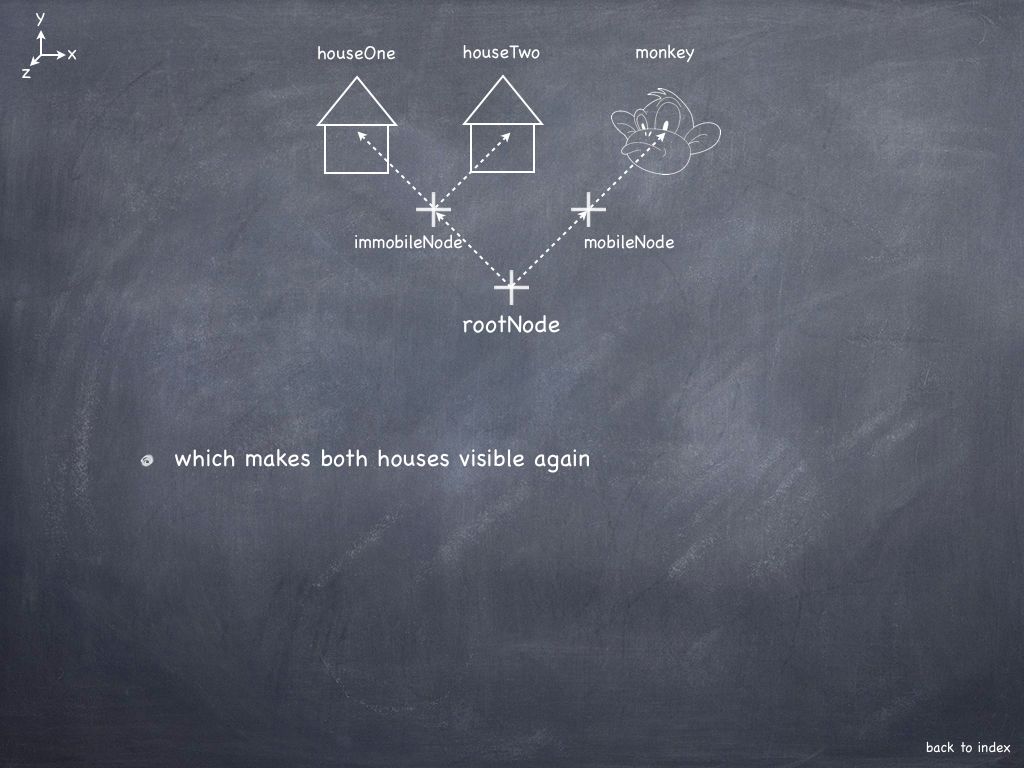 y
x
z
houseOne
houseTwo
monkey
immobileNode
mobileNode
rootNode
which makes both houses visible again
back to index